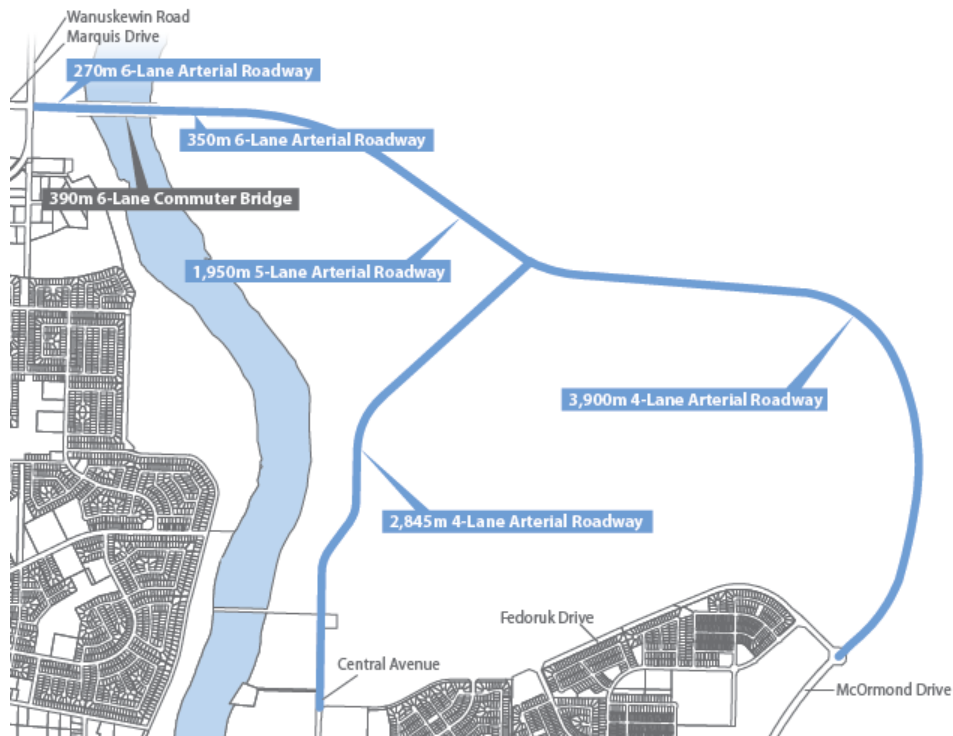 Wanuskewin Road
Marquis Drive
270m 6-Lane Arterial Roadway
350m 6-Lane Arterial Roadway
390m 6-Lane Commuter Bridge
1,950m 5-Lane Arterial Roadway
3,900m 4-Lane Arterial Roadway
2,845m 4-Lane Arterial Roadway
Fedoruk Drive
Central Avenue
McOrmond Drive